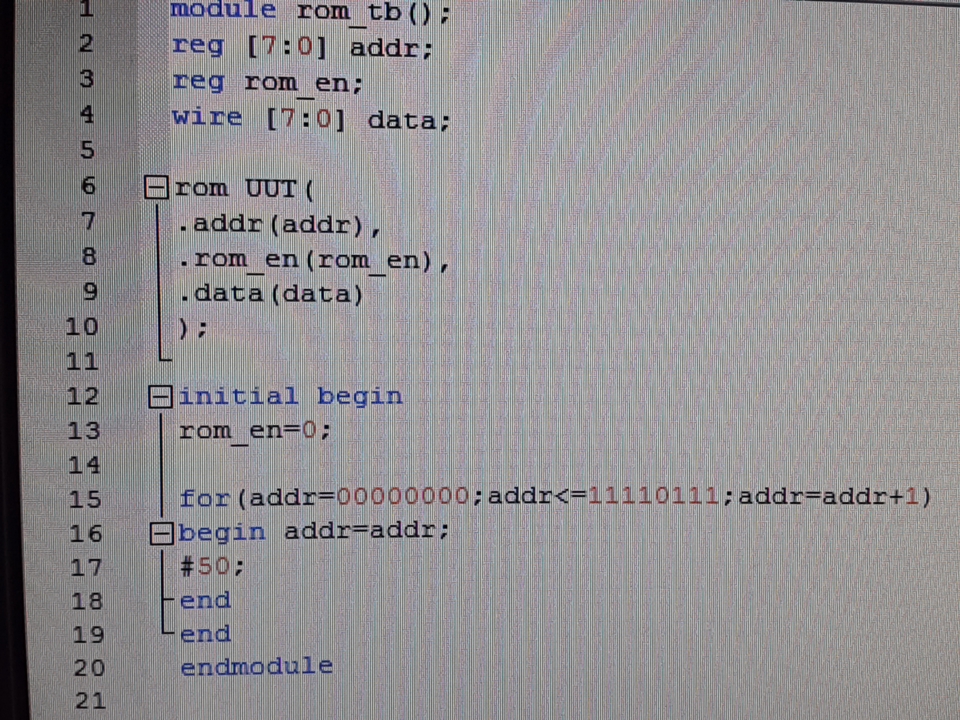 1 module rom_tb();
2 reg [7:0] addr;
3 reg rom_en;
4 wire [7:0] data;
5
6 rom UUT(
7 .addr(addr),
8 .rom_en(rom_en),
9 .data(data)
10 );
11
12 initial begin
13 rom_en=0;
14
15 for(addr=00000000;addr<=11110111;addr=addr+1)
16 begin addr=addr;
17 #50;
18 end
19 end
20 endmodule
21